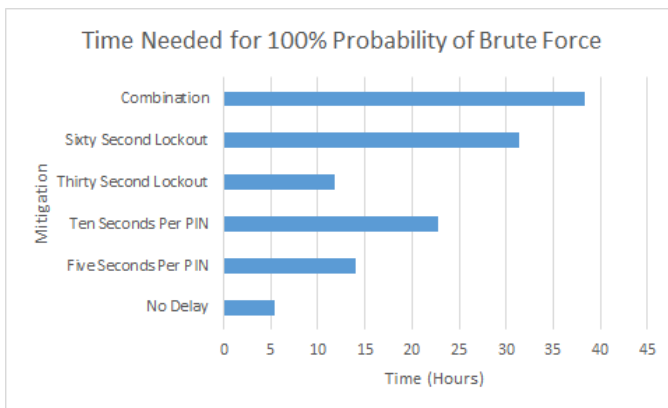 Time Needed for 100% Probability of Brute Force
Mitigation
Combination
Sixty Second Lockout
Thirty Second Lockout
Ten Seconds Per PIN
Five Seconds Per PIN
No Delay
0 5 10 15 20 25 30 35 40 45
Time (Hours)